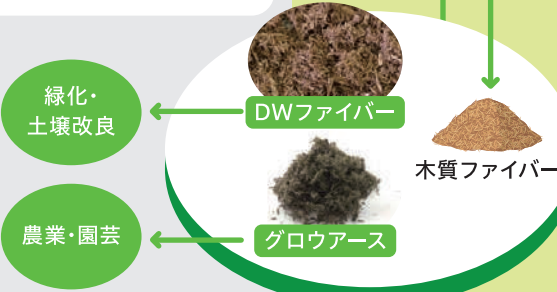 緑化・
土壌改良
DWファイバー
木質ファイバー
農業・園芸
グロウアース